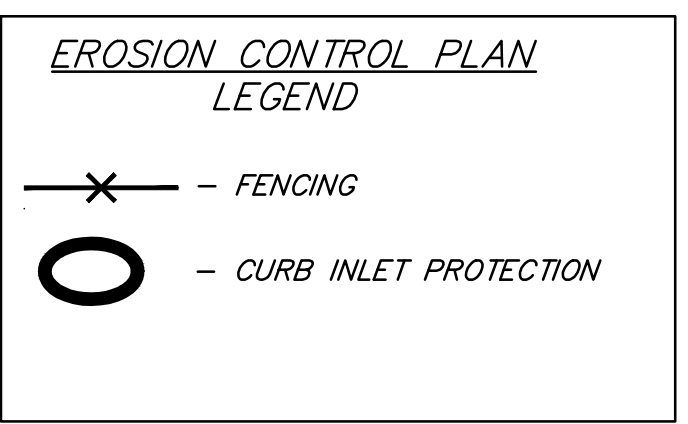 EROSION CONTROL PLAN
LEGEND
- FENCING
- CURB INLET PROTECTION